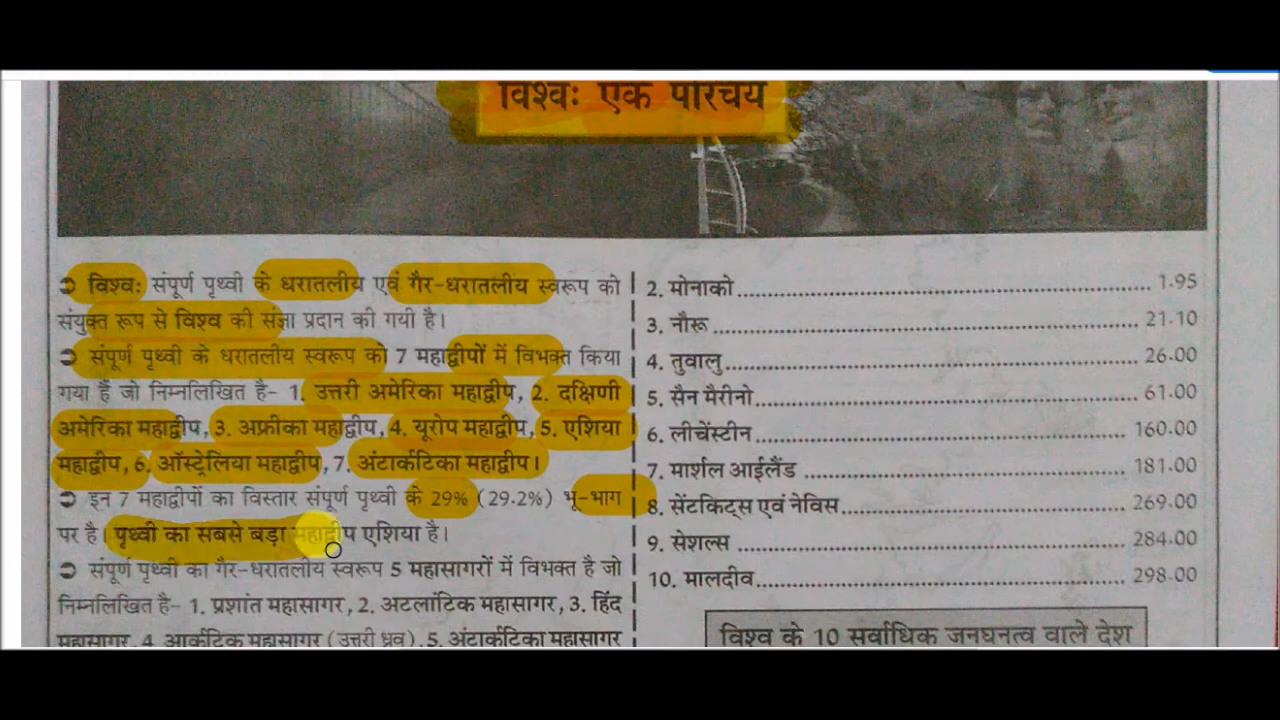 विश्वः एक परिचय
➲ विश्वः संपूर्ण पृथ्वी के धरातलीय एवं गैर-धरातलीय स्वरूप को
संयुक्त रूप से विश्व की संज्ञा प्रदान की गयी है।
➲ संपूर्ण पृथ्वी के धरातलीय स्वरूप को 7 महाद्वीपों में विभक्त किया
गया हैं जो निम्नलिखित है- 1. उत्तरी अमेरिका महाद्वीप, 2. दक्षिणी
अमेरिका महाद्वीप, 3. अफ्रीका महाद्वीप, 4. यूरोप महाद्वीप, 5. एशिया
महाद्वीप, 6. ऑस्ट्रेलिया महाद्वीप, 7. अंटार्कटिका महाद्वीप।
➲ इन 7 महाद्वीपों का विस्तार संपूर्ण पृथ्वी के 29% (29.2%) भू-भाग
पर है। पृथ्वी का सबसे बड़ा महाद्वीप एशिया है।
➲ संपूर्ण पृथ्वी का गैर-धरातलीय स्वरूप 5 महासागरों में विभक्त है जो
निम्नलिखित है- 1. प्रशांत महासागर, 2. अटलांटिक महासागर, 3. हिंद
महासागर, 4. आर्कटिक महासागर (उत्तरी ध्रुव), 5. अंटार्कटिका महासागर
2. मोनाको.......... 1.95
3. नौरू.......... 21.10
4. तुवालु.......... 26.00
5. सैन मैरीनो.......... 61.00
6. लीचेंस्टीन.......... 160.00
7. मार्शल आईलैंड.......... 181.00
8. सेंटकिट्स एवं नेविस.......... 269.00
9. सेशल्स.......... 284.00
10. मालदीव.......... 298.00
विश्व के 10 सर्वाधिक जनघनत्व वाले देश